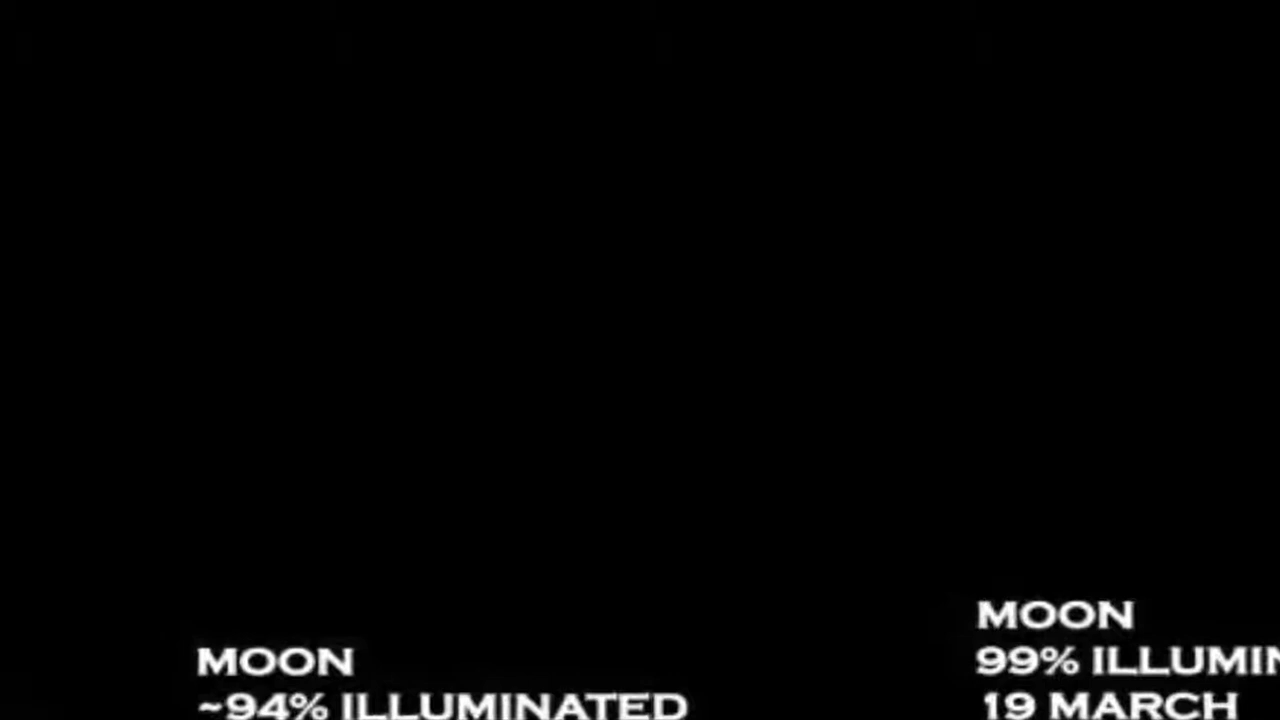 MOON
~94% ILLUMINATED
MOON
99% ILLUMIN
19 MARCH